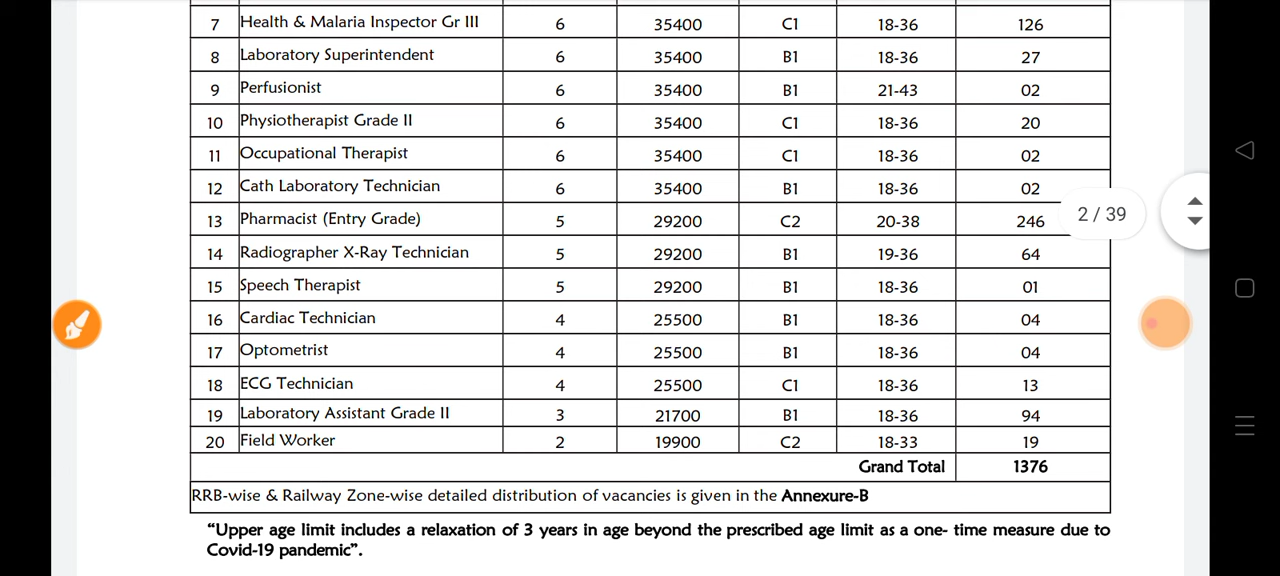 7 Health & Malaria Inspector Gr III 6 35400 C1 18-36 126
8 Laboratory Superintendent 6 35400 B1 18-36 27
9 Perfusionist 6 35400 B1 21-43 02
10 Physiotherapist Grade II 6 35400 C1 18-36 20
11 Occupational Therapist 6 35400 C1 18-36 02
12 Cath Laboratory Technician 6 35400 B1 18-36 02
13 Pharmacist (Entry Grade) 5 29200 C2 20-38 246
2 / 39
14 Radiographer X-Ray Technician 5 29200 B1 19-36 64
15 Speech Therapist 5 29200 B1 18-36 01
16 Cardiac Technician 4 25500 B1 18-36 04
17 Optometrist 4 25500 B1 18-36 04
18 ECG Technician 4 25500 C1 18-36 13
19 Laboratory Assistant Grade II 3 21700 B1 18-36 94
20 Field Worker 2 19900 C2 18-33 19
Grand Total 1376
RRB-wise & Railway Zone-wise detailed distribution of vacancies is given in the Annexure-B
“Upper age limit includes a relaxation of 3 years in age beyond the prescribed age limit as a one- time measure due to
Covid-19 pandemic”.